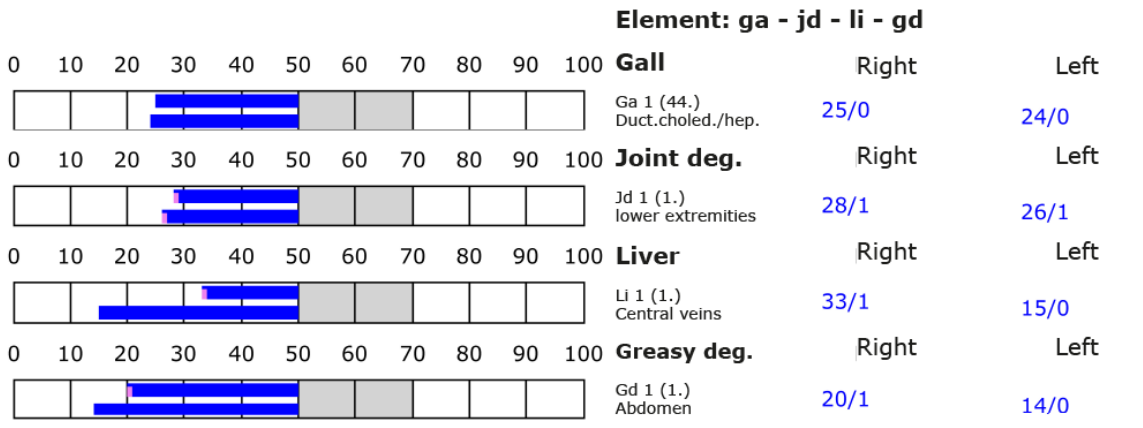 Element: ga - jd - li - gd
0 10 20 30 40 50 60 70 80 90 100 Gall Right Left
Ga 1 (44.) 25/0 24/0
Duct.choled./hep.
0 10 20 30 40 50 60 70 80 90 100 Joint deg. Right Left
Jd 1 (1.) 28/1 26/1
lower extremities
0 10 20 30 40 50 60 70 80 90 100 Liver Right Left
Li 1 (1.) 33/1 15/0
Central veins
0 10 20 30 40 50 60 70 80 90 100 Greasy deg. Right Left
Gd 1 (1.) 20/1 14/0
Abdomen